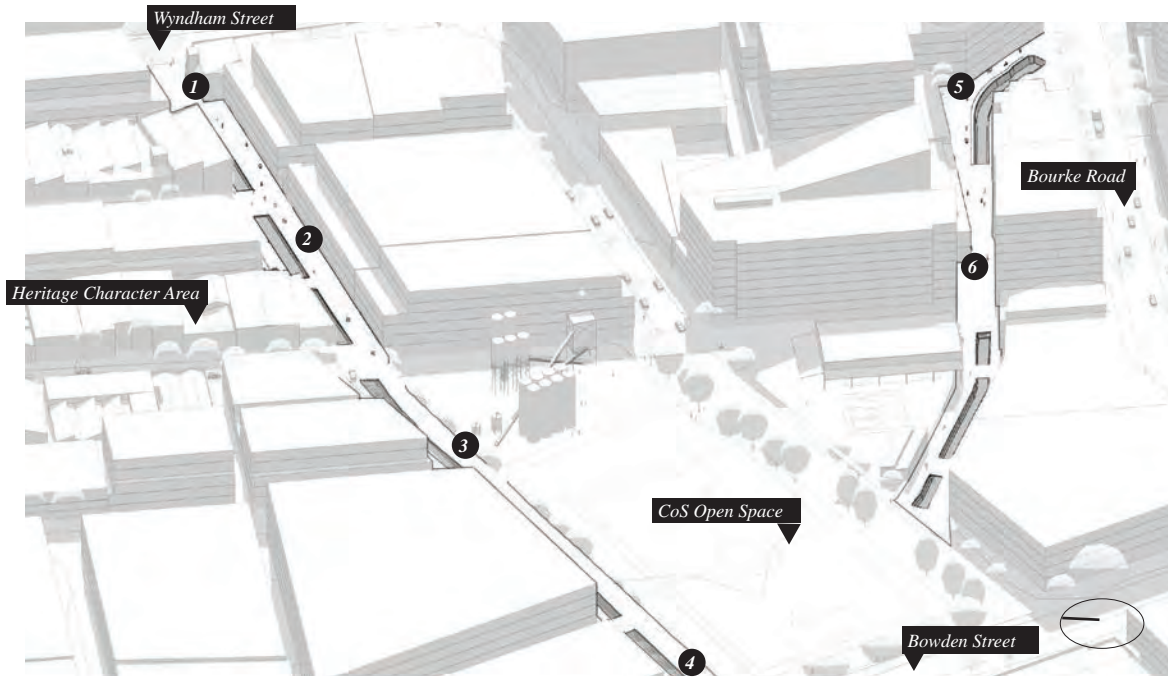 Wyndham Street
1
5
Bourke Road
2
6
Heritage Character Area
3
CoS Open Space
Bowden Street
4